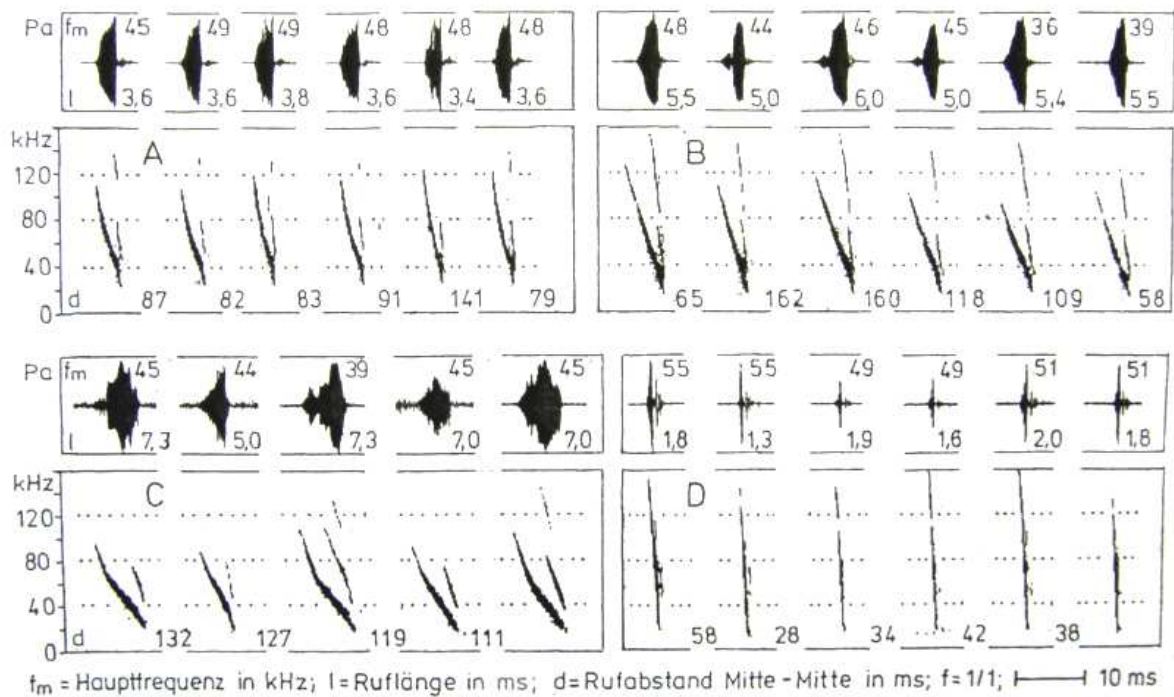 Pa fm 45 49 49 48 48 48
l 3,6 3,6 3,8 3,6 3,4 3,6
48 44 46 45 36 39
5,5 5,0 6,0 5,0 5,4 5,5
kHz A
120
80
40
0
d 87 82 83 91 141 79
B
65 162 160 118 109 58
Pa fm 45 44 39 45 45
l 7,3 5,0 7,3 7,0 7,0
55 55 49 49 51 51
1,8 1,3 1,9 1,6 2,0 1,8
kHz C
120
80
40
0
d 132 127 119 111
D
58 28 34 42 38
fm = Hauptfrequenz in kHz; l = Ruflänge in ms; d = Rufabstand Mitte - Mitte in ms; f = 1/1; 10 ms